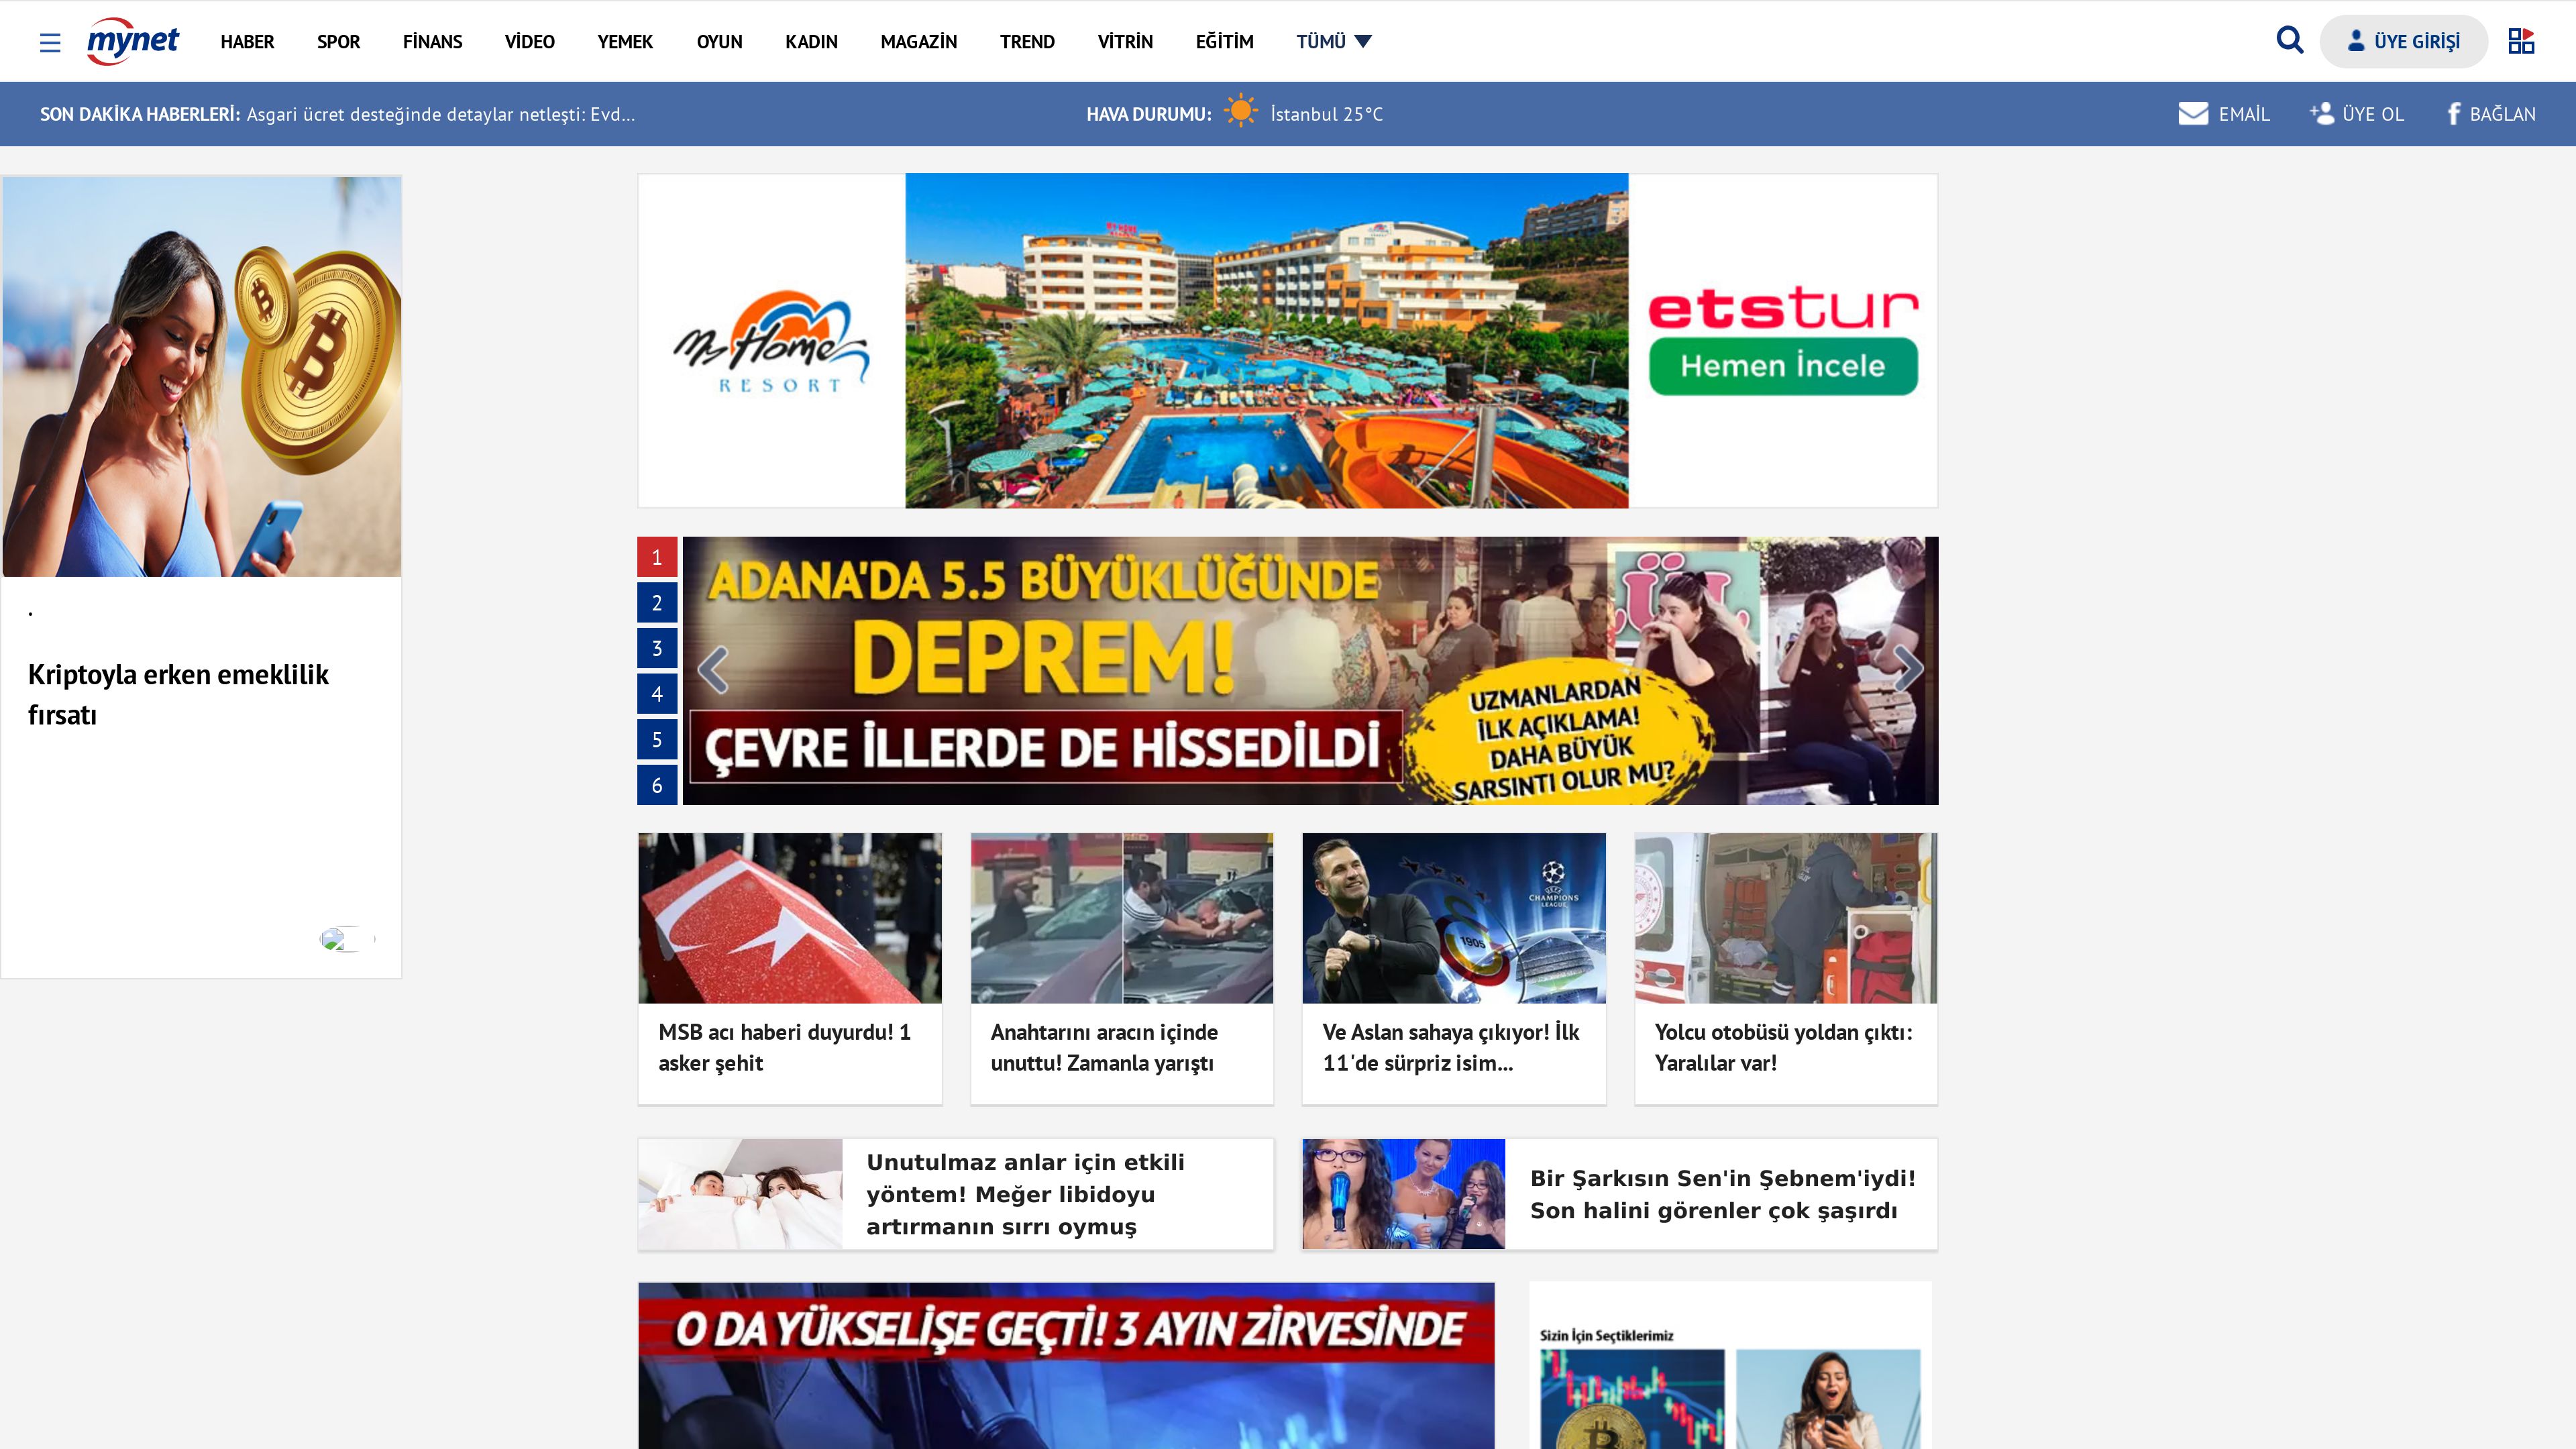 mynet
HABER
SPOR
FİNANS
VİDEO
YEMEK
OYUN
KADIN
MAGAZİN
TREND
VİTRİN
EĞİTİM
TÜMÜ
ÜYE GİRİŞİ
SON DAKİKA HABERLERİ: Asgari ücret desteğinde detaylar netleşti: Evd...
HAVA DURUMU: İstanbul 25°C
EMAİL
ÜYE OL
BAĞLAN
.
Kriptoyla erken emeklilik
fırsatı
My Home
RESORT
etstur
Hemen İncele
1
2
3
4
5
6
ADANA'DA 5.5 BÜYÜKLÜĞÜNDE
DEPREM!
ÇEVRE İLLERDE DE HİSSEDİLDİ
UZMANLARDAN
İLK AÇIKLAMA!
DAHA BÜYÜK
SARSINTI OLUR MU?
1905
CHAMPIONS
LEAGUE
MSB acı haberi duyurdu! 1
asker şehit
Anahtarını aracın içinde
unuttu! Zamanla yarıştı
Ve Aslan sahaya çıkıyor! İlk
11'de sürpriz isim...
Yolcu otobüsü yoldan çıktı:
Yaralılar var!
Unutulmaz anlar için etkili
yöntem! Meğer libidoyu
artırmanın sırrı oymuş
Bir Şarkısın Sen'in Şebnem'iydi!
Son halini görenler çok şaşırdı
O DA YÜKSELİŞE GEÇTİ! 3 AYIN ZİRVESİNDE
Sizin İçin Seçtiklerimiz